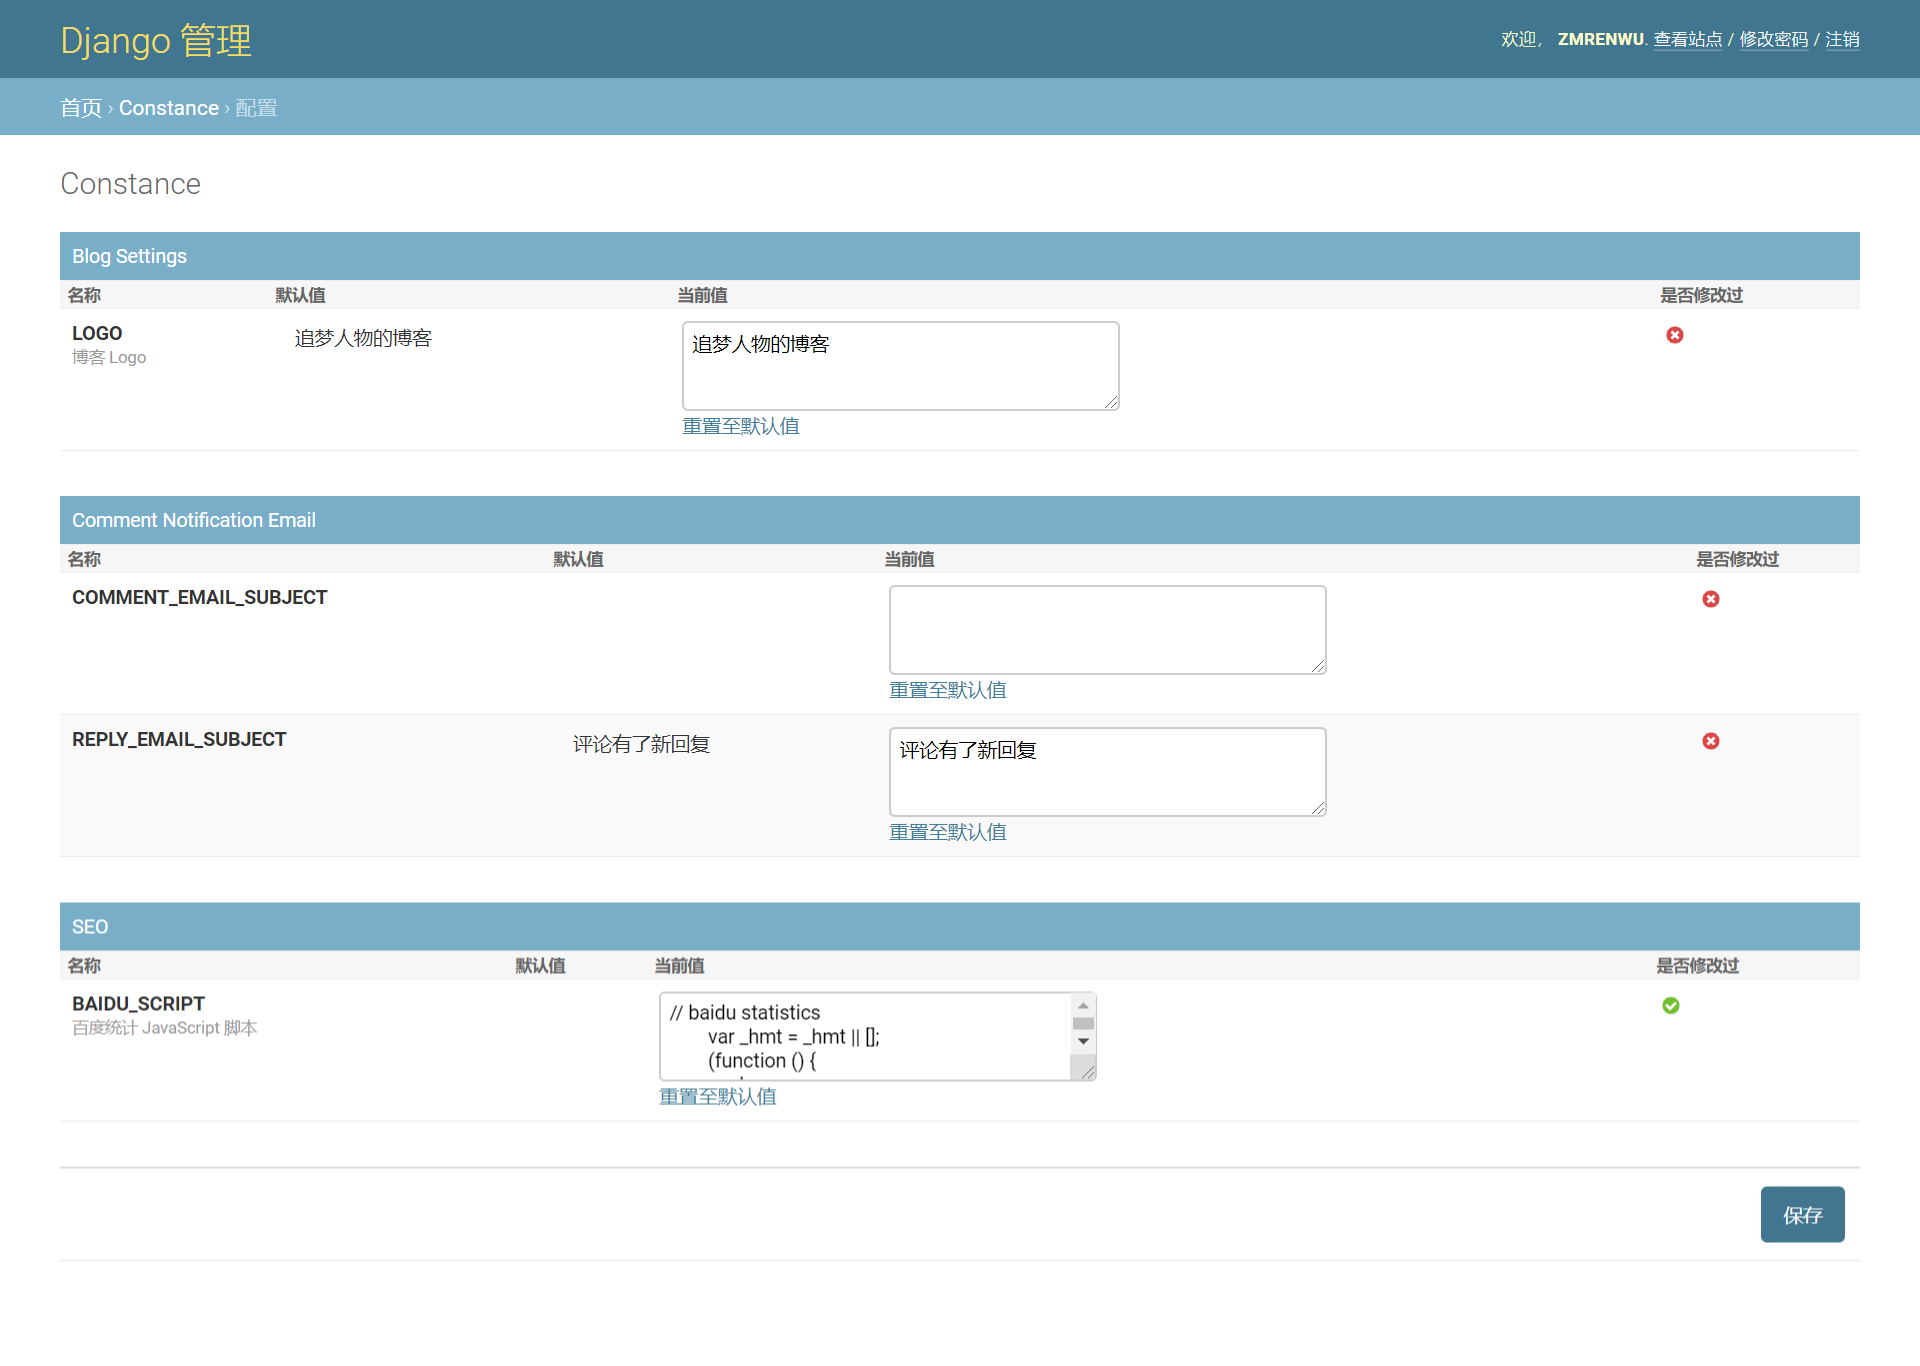 Django 管理
欢迎， ZMRENWU. 查看站点 / 修改密码 / 注销
首页 › Constance › 配置
Constance
Blog Settings
名称 默认值 当前值 是否修改过
LOGO 追梦人物的博客 追梦人物的博客
博客 Logo
重置至默认值
Comment Notification Email
名称 默认值 当前值 是否修改过
COMMENT_EMAIL_SUBJECT
重置至默认值
REPLY_EMAIL_SUBJECT 评论有了新回复 评论有了新回复
重置至默认值
SEO
名称 默认值 当前值 是否修改过
BAIDU_SCRIPT // baidu statistics
百度统计 JavaScript 脚本 var _hmt = _hmt || [];
(function () {
重置至默认值
保存